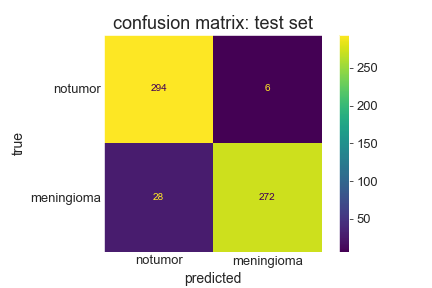 confusion matrix: test set
true
notumor 294 6
meningioma 28 272
notumor meningioma
predicted
250
200
150
100
50